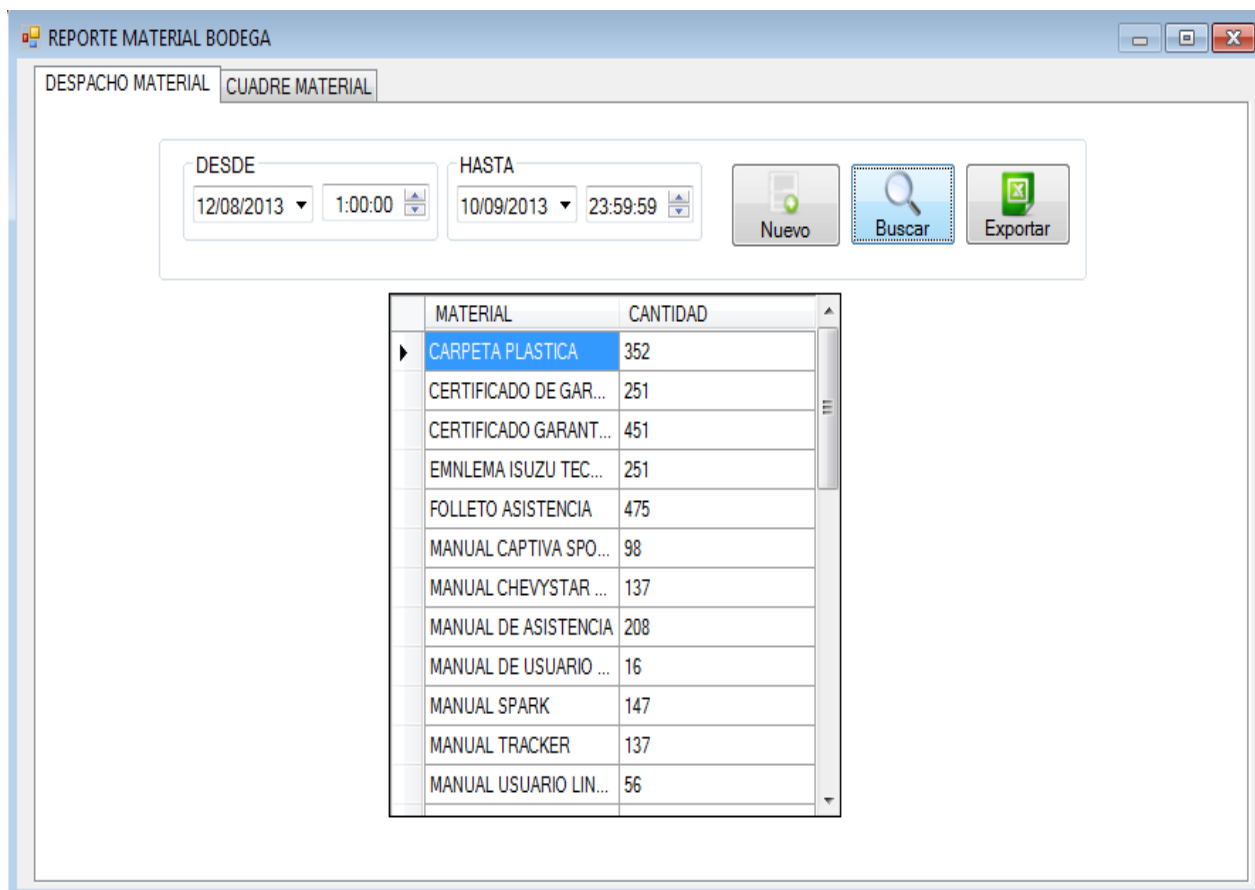 REPORTE MATERIAL BODEGA
DESPACHO MATERIAL CUADRE MATERIAL
DESDE HASTA
12/08/2013 1:00:00 10/09/2013 23:59:59
Nuevo Buscar Exportar
MATERIAL CANTIDAD
CARPETA PLASTICA 352
CERTIFICADO DE GAR... 251
CERTIFICADO GARANT... 451
EMNLEMA ISUZU TEC... 251
FOLLETO ASISTENCIA 475
MANUAL CAPTIVA SPO... 98
MANUAL CHEVYSTAR ... 137
MANUAL DE ASISTENCIA 208
MANUAL DE USUARIO ... 16
MANUAL SPARK 147
MANUAL TRACKER 137
MANUAL USUARIO LIN... 56